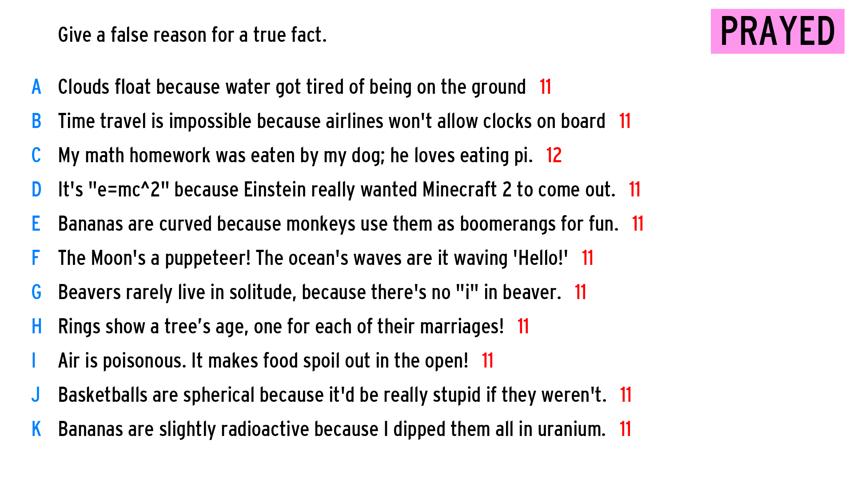 Give a false reason for a true fact.
PRAYED
A Clouds float because water got tired of being on the ground 11
B Time travel is impossible because airlines won't allow clocks on board 11
C My math homework was eaten by my dog; he loves eating pi. 12
D It's "e=mc^2" because Einstein really wanted Minecraft 2 to come out. 11
E Bananas are curved because monkeys use them as boomerangs for fun. 11
F The Moon's a puppeteer! The ocean's waves are it waving 'Hello!' 11
G Beavers rarely live in solitude, because there's no "i" in beaver. 11
H Rings show a tree’s age, one for each of their marriages! 11
I Air is poisonous. It makes food spoil out in the open! 11
J Basketballs are spherical because it'd be really stupid if they weren't. 11
K Bananas are slightly radioactive because I dipped them all in uranium. 11